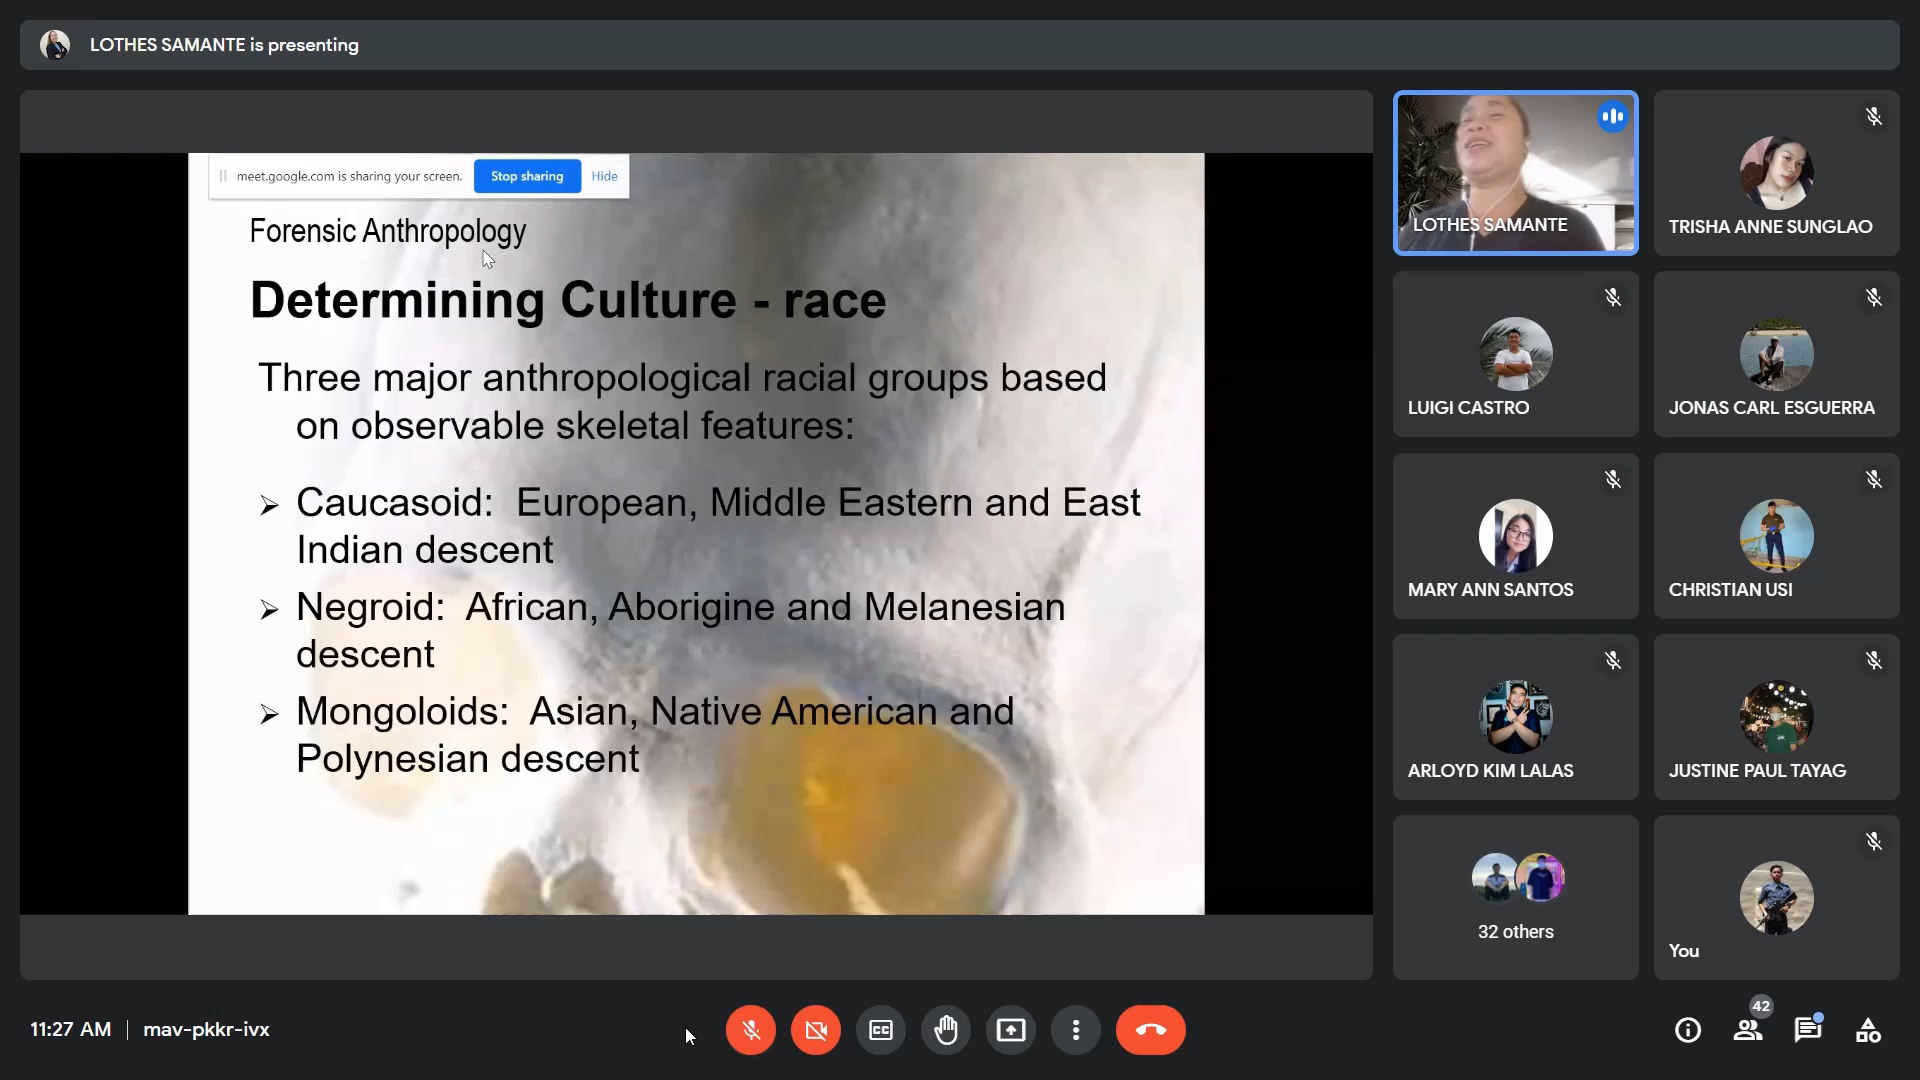 LOTHES SAMANTE is presenting
meet.google.com is sharing your screen. Stop sharing Hide
Forensic Anthropology
Determining Culture - race
Three major anthropological racial groups based
on observable skeletal features:
➢ Caucasoid: European, Middle Eastern and East
Indian descent
➢ Negroid: African, Aborigine and Melanesian
descent
➢ Mongoloids: Asian, Native American and
Polynesian descent
LOTHES SAMANTE
TRISHA ANNE SUNGLAO
LUIGI CASTRO
JONAS CARL ESGUERRA
MARY ANN SANTOS
CHRISTIAN USI
ARLOYD KIM LALAS
JUSTINE PAUL TAYAG
32 others
You
11:27 AM | mav-pkkr-ivx
CC
42